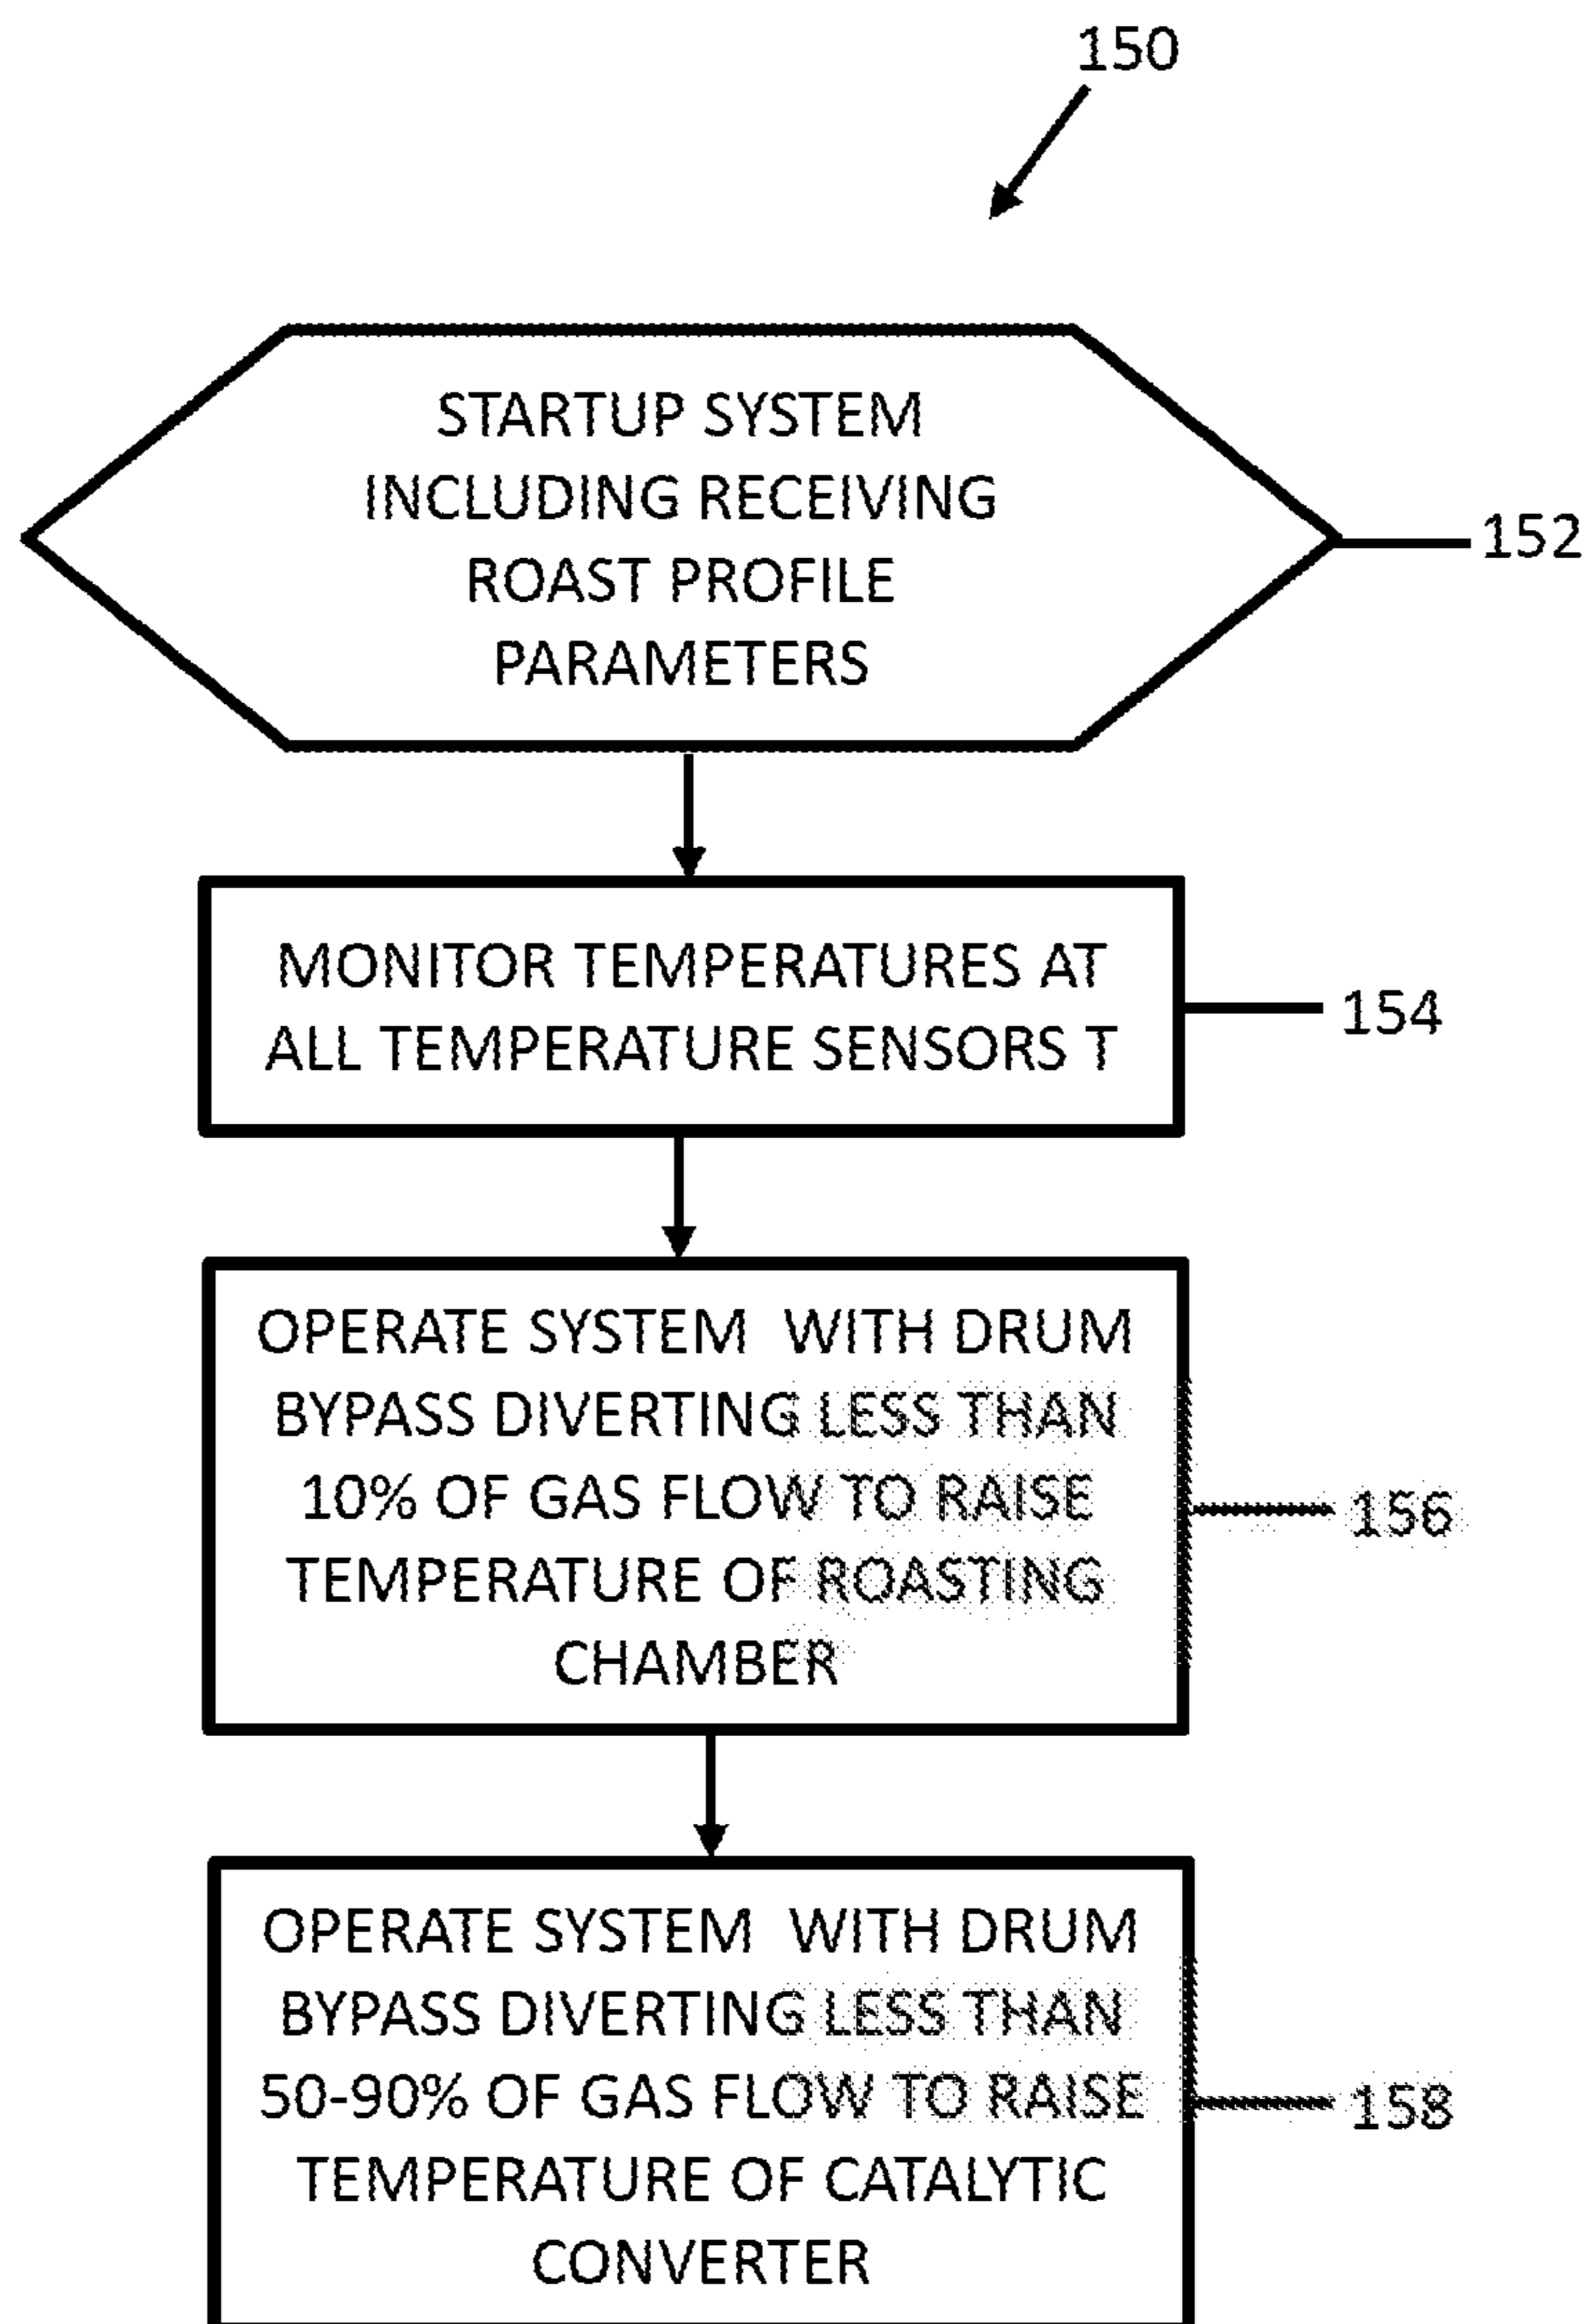 150
STARTUP SYSTEM
INCLUDING RECEIVING
ROAST PROFILE
PARAMETERS
152
MONITOR TEMPERATURES AT
ALL TEMPERATURE SENSORS T
154
OPERATE SYSTEM WITH DRUM
BYPASS DIVERTING LESS THAN
10% OF GAS FLOW TO RAISE
TEMPERATURE OF ROASTING
CHAMBER
156
OPERATE SYSTEM WITH DRUM
BYPASS DIVERTING LESS THAN
50-90% OF GAS FLOW TO RAISE
TEMPERATURE OF CATALYTIC
CONVERTER
158